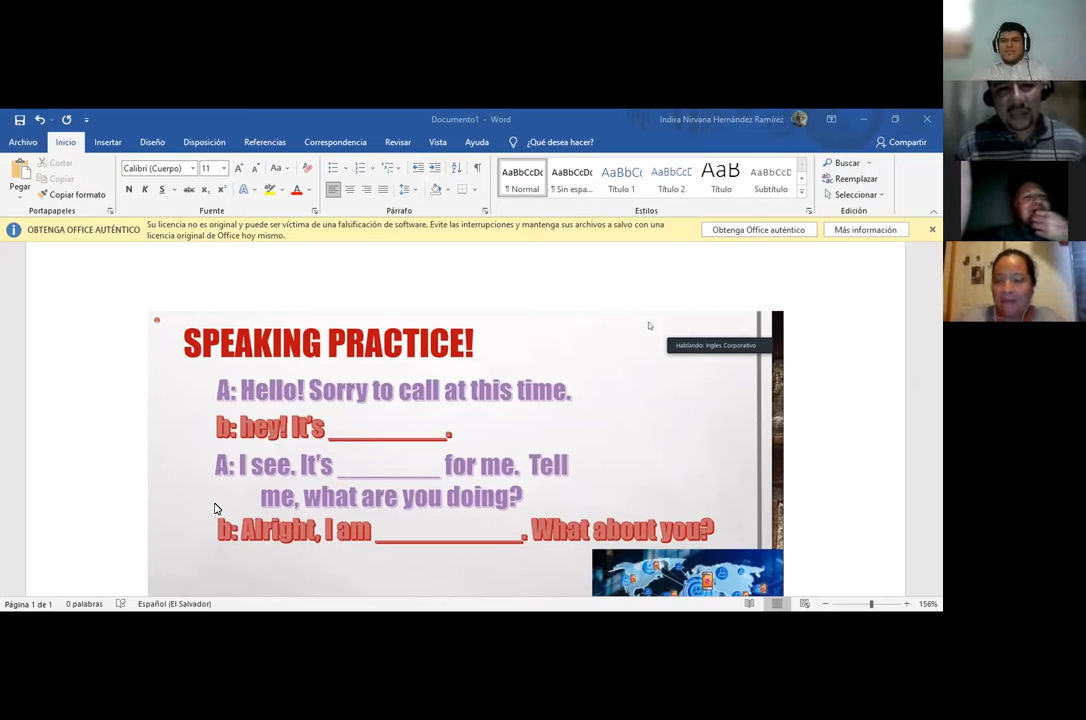 Documento1 - Word
Indira Nirvana Hernández Ramírez
Archivo
Inicio
Insertar
Diseño
Disposición
Referencias
Correspondencia
Revisar
Vista
Ayuda
¿Qué desea hacer?
Compartir
Pegar
Cortar
Copiar
Copiar formato
Portapapeles
Calibri (Cuerpo)
11
Fuente
Párrafo
AaBbCcDc
¶ Normal
AaBbCcDc
¶ Sin espa...
AaBbCc
Título 1
AaBbCcC
Título 2
AaB
Título
AaBbCcC
Subtítulo
Estilos
Buscar
Reemplazar
Seleccionar
Edición
OBTENGA OFFICE AUTÉNTICO
Su licencia no es original y puede ser víctima de una falsificación de software. Evite las interrupciones y mantenga sus archivos a salvo con una
licencia original de Office hoy mismo.
Obtenga Office auténtico
Más información
SPEAKING PRACTICE!
Hablando: Ingles Corporativo
A: Hello! Sorry to call at this time.
b: hey! It's __________.
A: I see. It's _________ for me. Tell
me, what are you doing?
b: Alright, I am _____________. What about you?
Página 1 de 1
0 palabras
Español (El Salvador)
156%